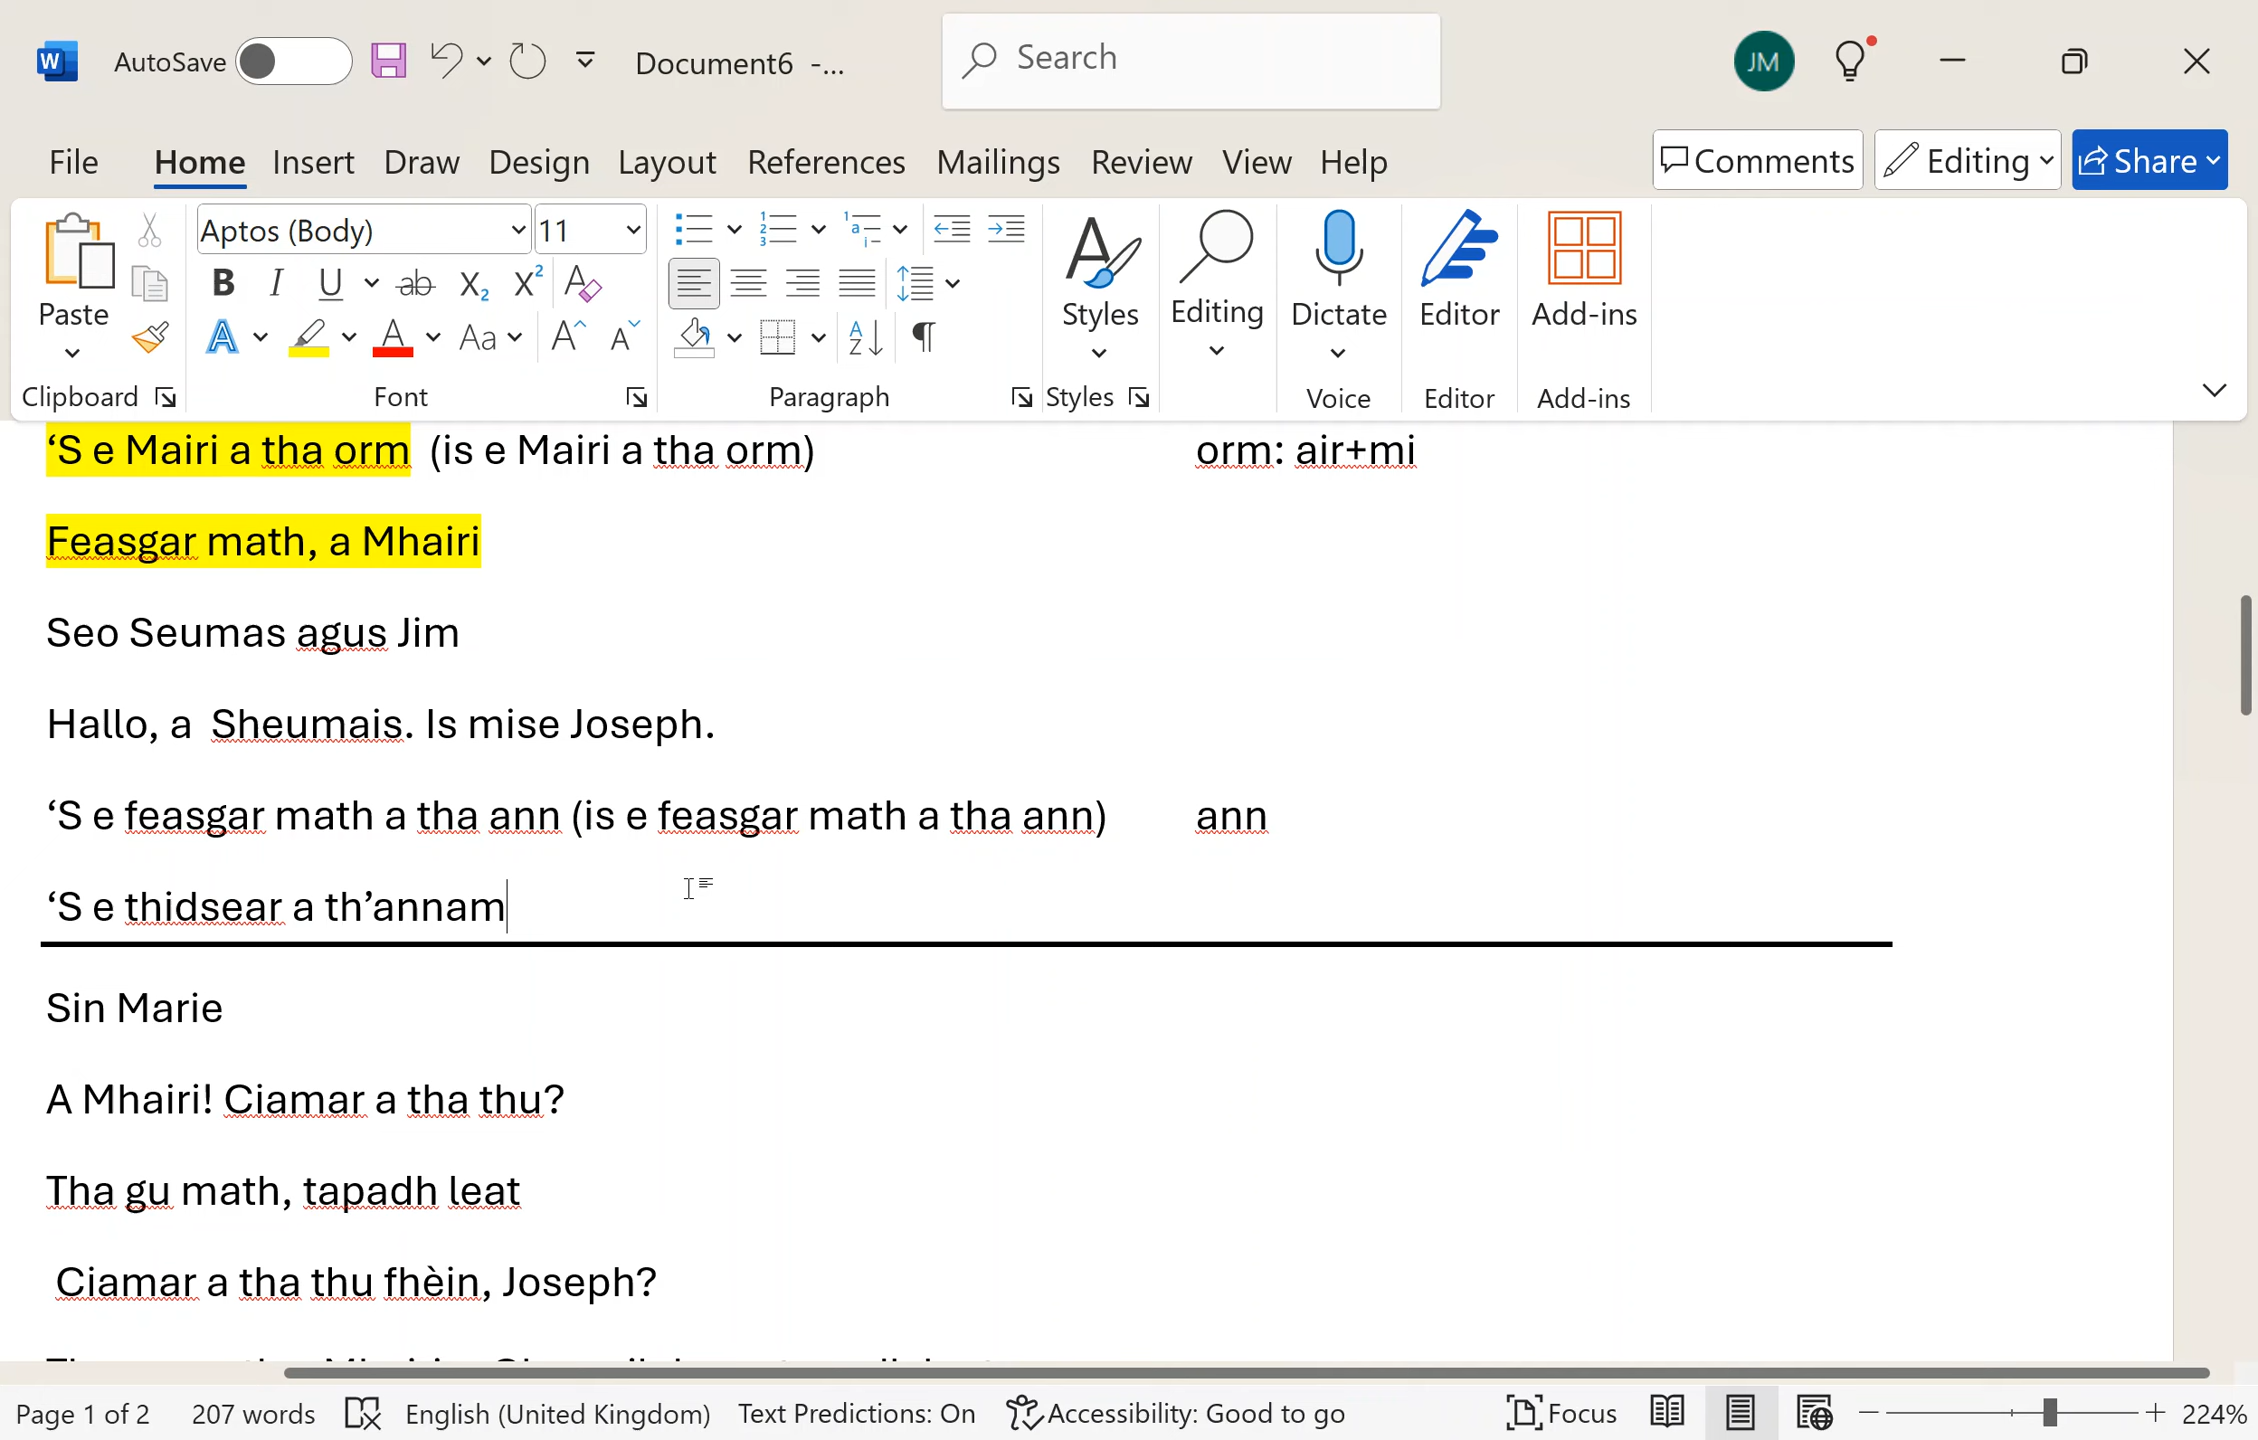 AutoSave Document6 -... Search JM
File Home Insert Draw Design Layout References Mailings Review View Help Comments Editing Share
Aptos (Body) 11
Paste Styles Editing Dictate Editor Add-ins
Clipboard Font Paragraph Styles Voice Editor Add-ins
‘S e Mairi a tha orm (is e Mairi a tha orm) orm: air+mi
Feasgar math, a Mhairi
Seo Seumas agus Jim
Hallo, a Sheumais. Is mise Joseph.
‘S e feasgar math a tha ann (is e feasgar math a tha ann) ann
‘S e thidsear a th’annam
Sin Marie
A Mhairi! Ciamar a tha thu?
Tha gu math, tapadh leat
Ciamar a tha thu fhèin, Joseph?
Page 1 of 2 207 words English (United Kingdom) Text Predictions: On Accessibility: Good to go Focus 224%